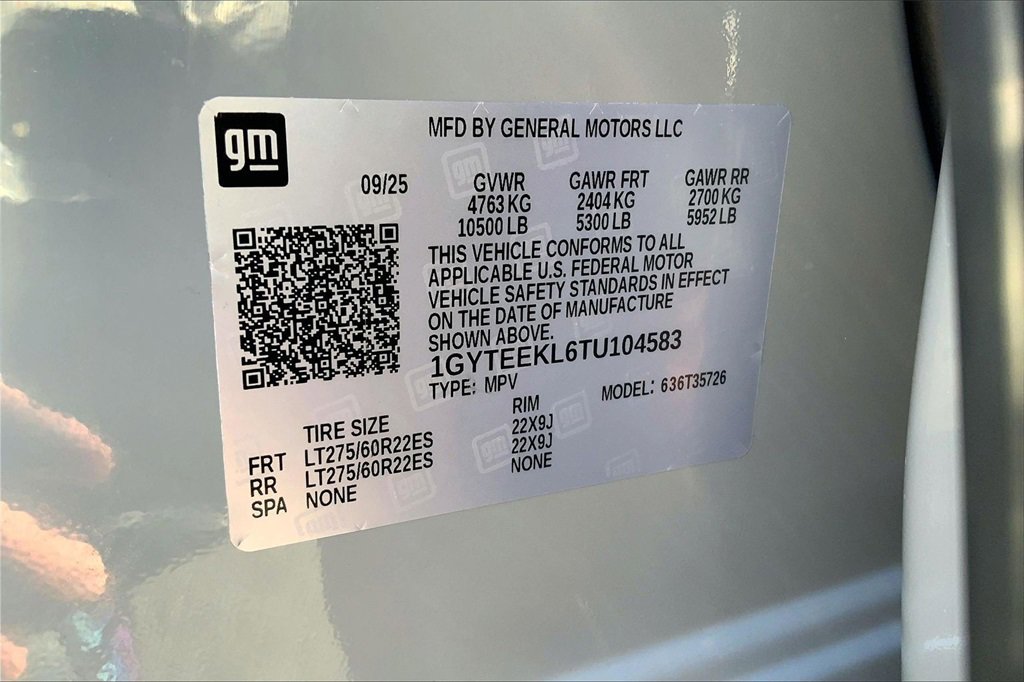 gm
MFD BY GENERAL MOTORS LLC
09/25 GVWR GAWR FRT GAWR RR
4763 KG 2404 KG 2700 KG
10500 LB 5300 LB 5952 LB
THIS VEHICLE CONFORMS TO ALL
APPLICABLE U.S. FEDERAL MOTOR
VEHICLE SAFETY STANDARDS IN EFFECT
ON THE DATE OF MANUFACTURE
SHOWN ABOVE.
1GYTEEKL6TU104583
TYPE: MPV MODEL: 636T35726
TIRE SIZE RIM
FRT LT275/60R22ES 22X9J
RR LT275/60R22ES 22X9J
SPA NONE NONE